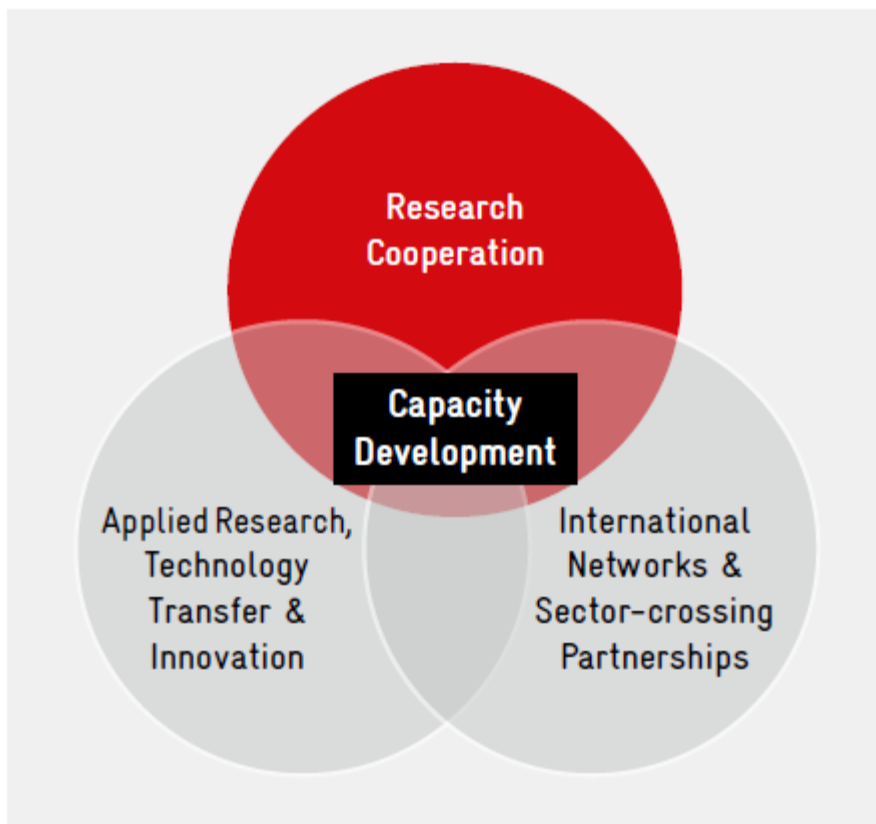 Research
Cooperation
Capacity
Development
Applied Research,
Technology
Transfer &
Innovation
International
Networks &
Sector-crossing
Partnerships